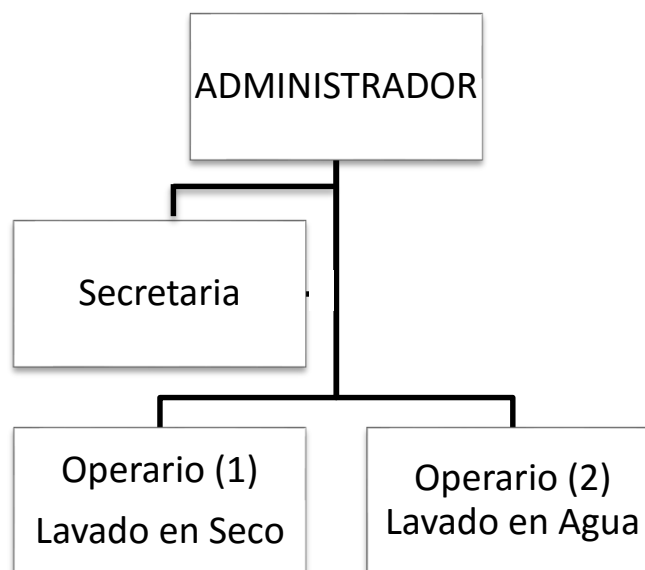 ADMINISTRADOR
Secretaria
Operario (1)
Lavado en Seco
Operario (2)
Lavado en Agua